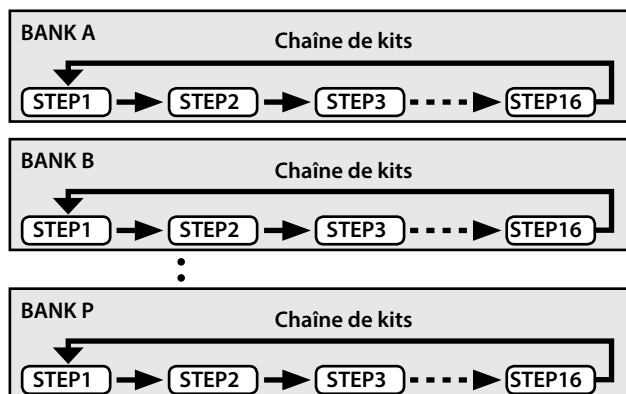 BANK A
Chaîne de kits
STEP1 STEP2 STEP3 STEP16
BANK B
Chaîne de kits
STEP1 STEP2 STEP3 STEP16
BANK P
Chaîne de kits
STEP1 STEP2 STEP3 STEP16